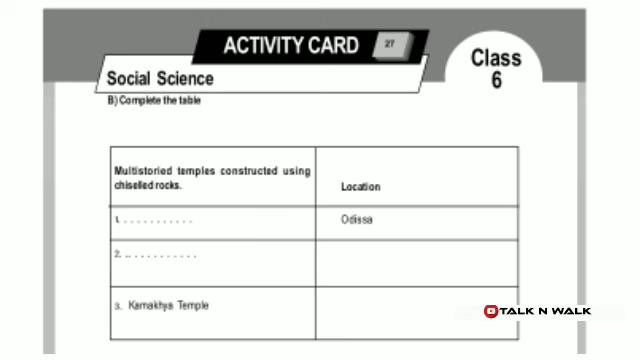 ACTIVITY CARD 27
Class
6
Social Science
B) Complete the table
Multistoried temples constructed using
chiselled rocks.
Location
1. . . . . . . . . . . .
Odissa
2. .. . . . . . . . . . .
3. Kamakhya Temple
TALK N WALK